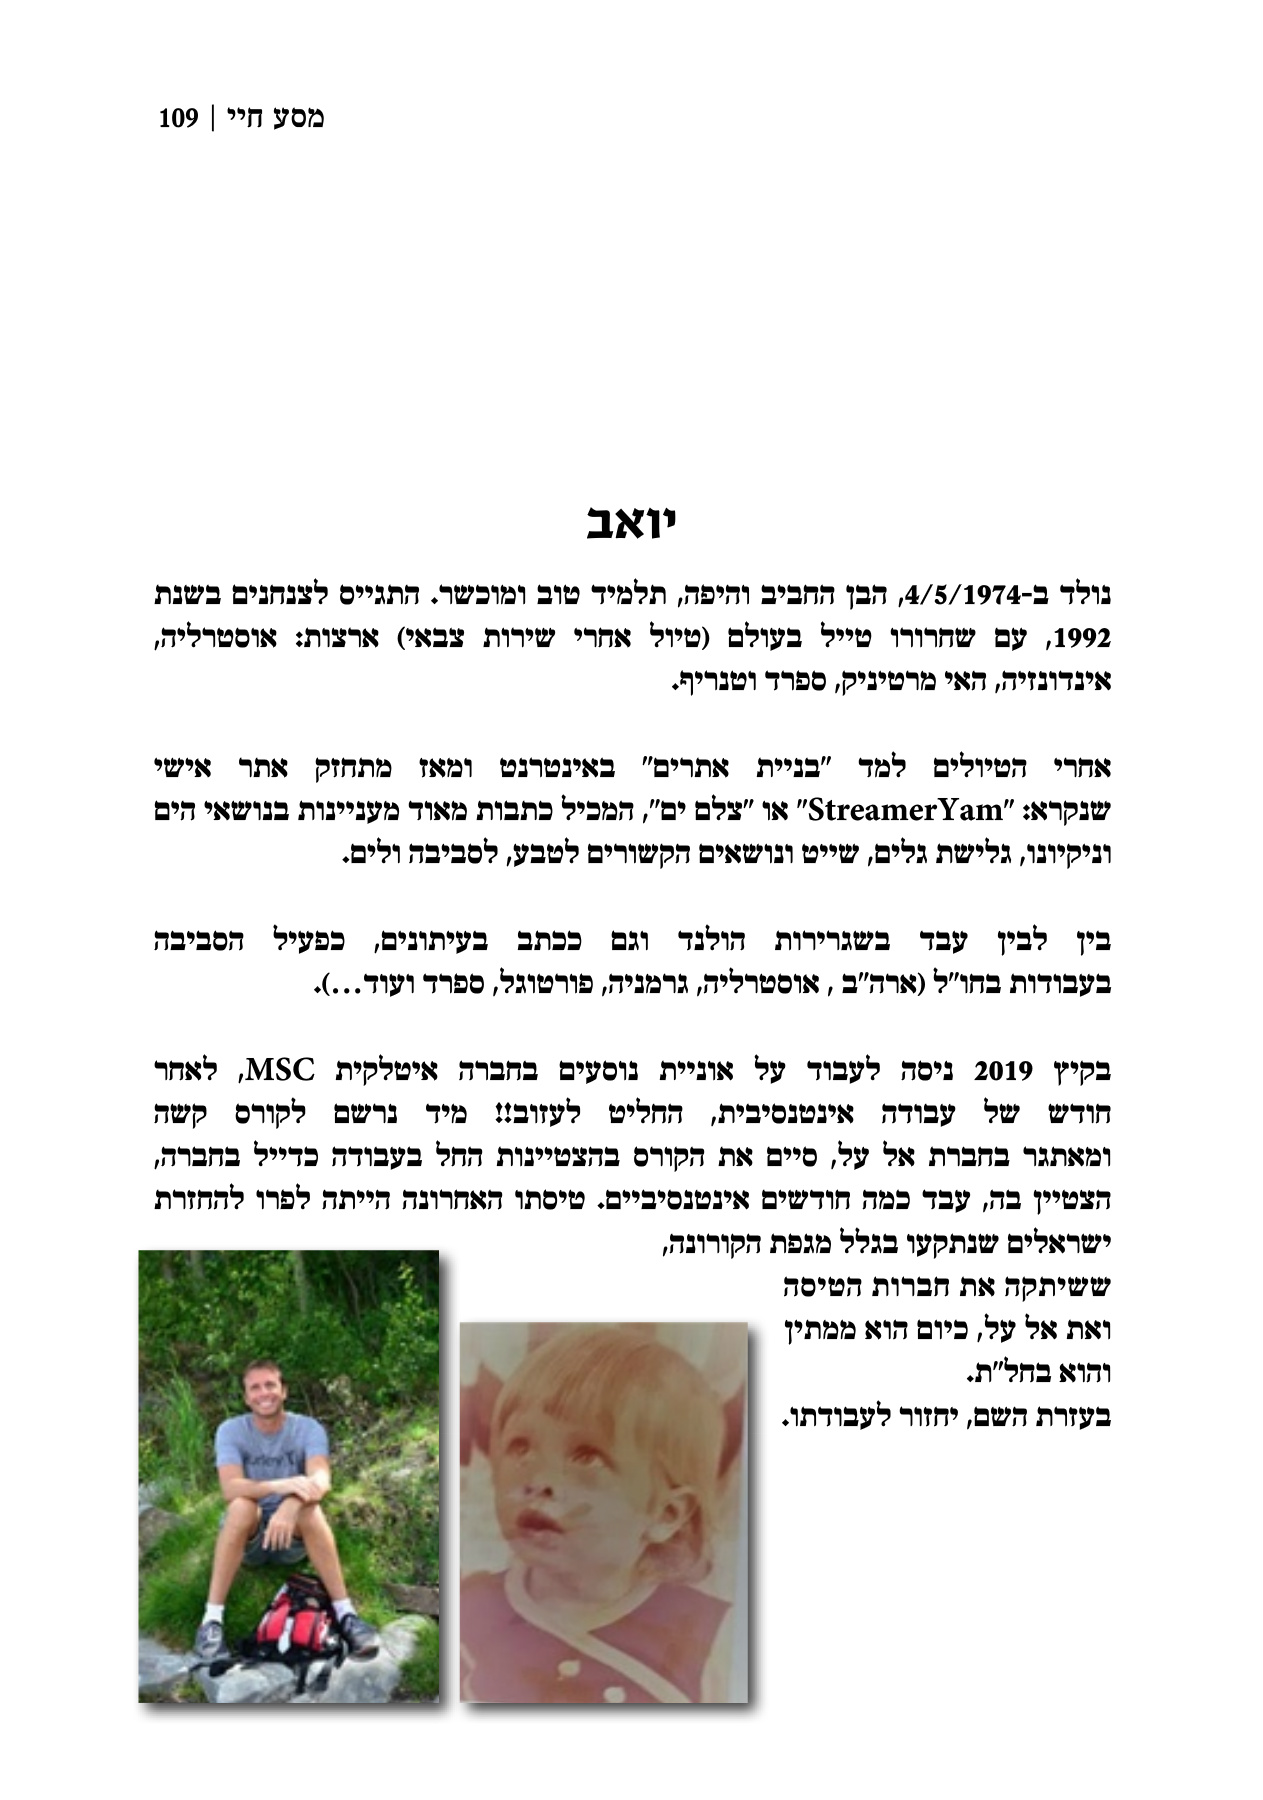 מסע חיי | 109
יואב
נולד ב-4/5/1974, הבן החביב והיפה, תלמיד טוב ומוכשר. התגייס לצנחנים בשנת
1992, עם שחרורו טייל בעולם (טיול אחרי שירות צבאי) ארצות: אוסטרליה,
אינדונזיה, האי מרטיניק, ספרד וטנריף.
אחרי הטיולים למד "בניית אתרים" באינטרנט ומאז מתחזק אתר אישי
שנקרא: "StreamerYam" או "צלם ים", המכיל כתבות מאוד מעניינות בנושאי הים
וניקיונו, גלישת גלים, שייט ונושאים הקשורים לטבע, לסביבה ולים.
בין לבין עבד בשגרירות הולנד וגם ככתב בעיתונים, כפעיל הסביבה
בעבודות בחו"ל (ארה"ב , אוסטרליה, גרמניה, פורטוגל, ספרד ועוד...).
בקיץ 2019 ניסה לעבוד על אוניית נוסעים בחברה איטלקית MSC, לאחר
חודש של עבודה אינטנסיבית, החליט לעזוב!! מיד נרשם לקורס קשה
ומאתגר בחברת אל על, סיים את הקורס בהצטיינות החל בעבודה כדייל בחברה,
הצטיין בה, עבד כמה חודשים אינטנסיביים. טיסתו האחרונה הייתה לפרו להחזרת
ישראלים שנתקעו בגלל מגפת הקורונה,
ששיתקה את חברות הטיסה
ואת אל על, כיום הוא ממתין
והוא בחל"ת.
בעזרת השם, יחזור לעבודתו.